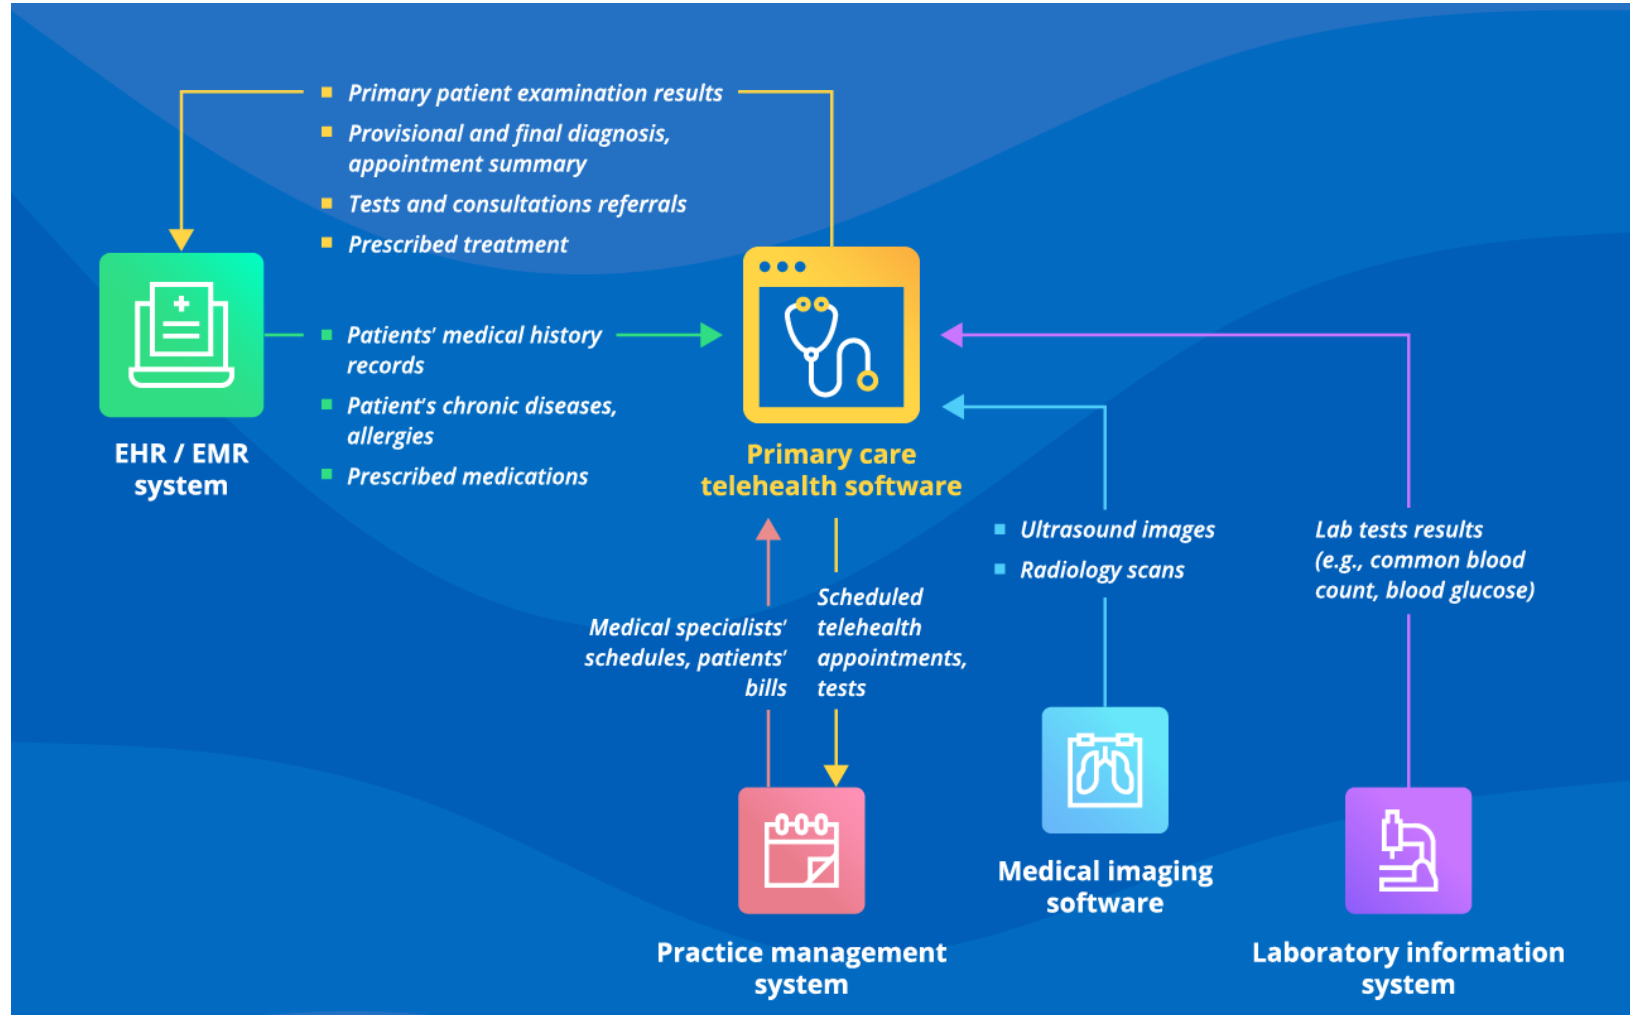 Primary patient examination results
Provisional and final diagnosis,
appointment summary
Tests and consultations referrals
Prescribed treatment
Patients' medical history
records
Patient's chronic diseases,
allergies
Prescribed medications
EHR / EMR
system
Primary care
telehealth software
Medical specialists'
schedules, patients'
bills
Scheduled
telehealth
appointments,
tests
Ultrasound images
Radiology scans
Lab tests results
(e.g., common blood
count, blood glucose)
Practice management
system
Medical imaging
software
Laboratory information
system